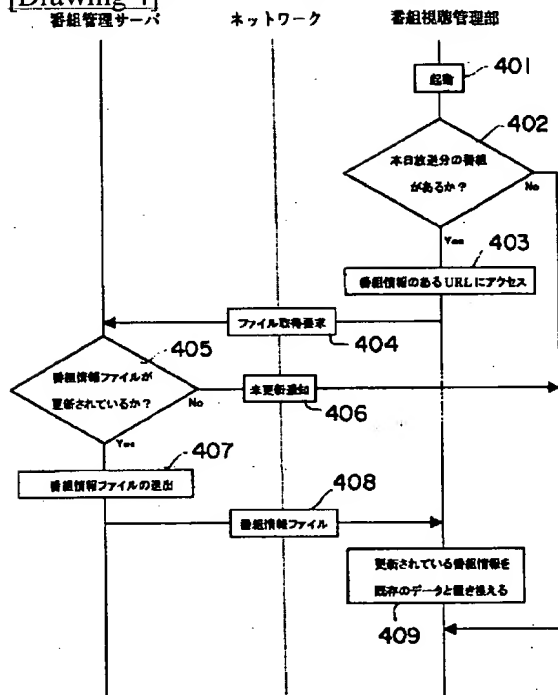 [Drawing 4]
番組管理サーバ
ネットワーク
番組視聴管理部
起動
401
402
本日放送分の番組
があるか?
No
Yes
403
番組情報のあるURLにアクセス
ファイル取得要求
404
405
番組情報ファイルが
更新されているか?
No
未更新通知
406
Yes
407
番組情報ファイルの送出
408
番組情報ファイル
更新されている番組情報を
既存のデータと置き換える
409